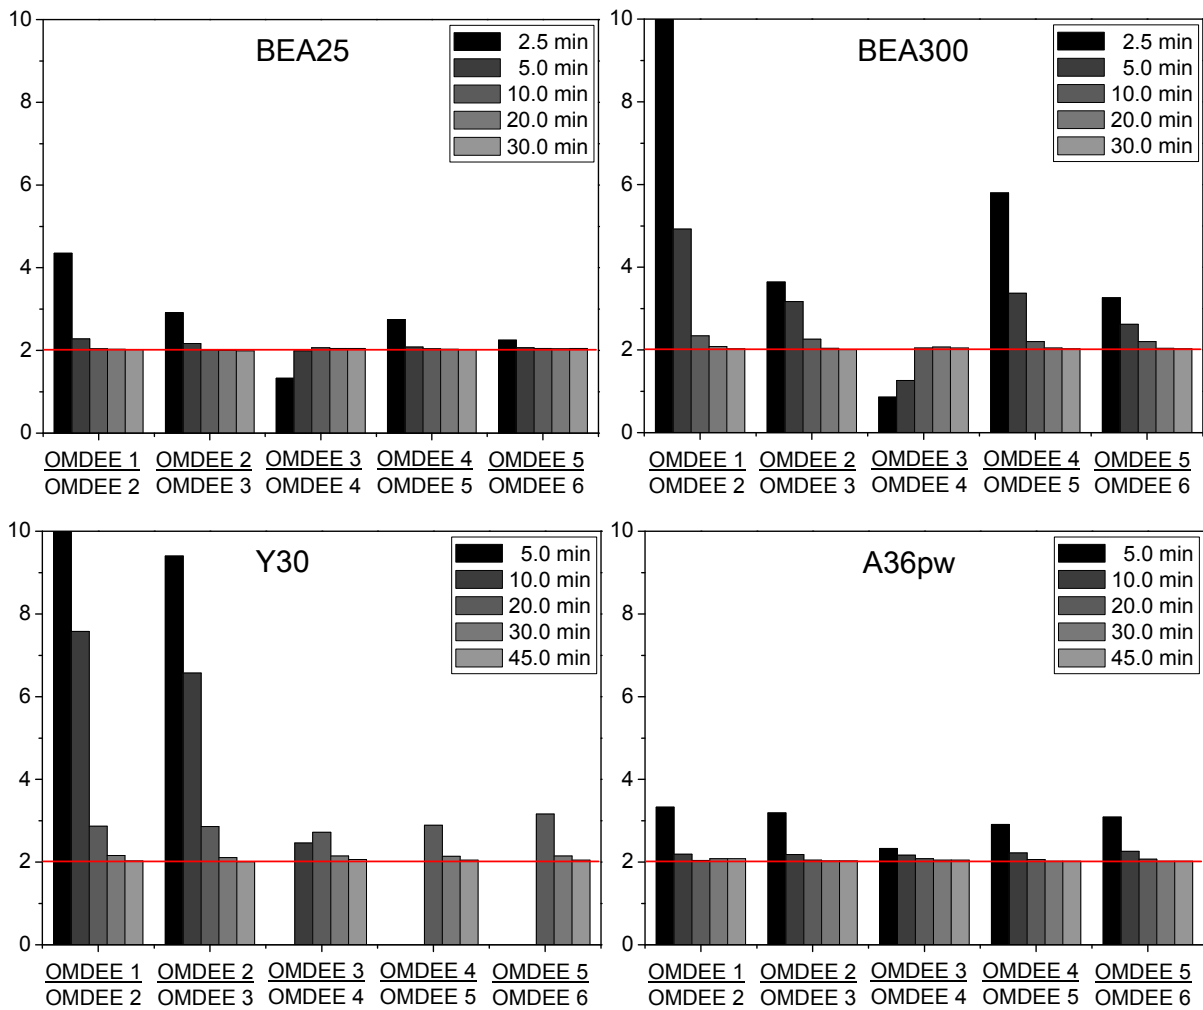 BEA25
2.5 min
5.0 min
10.0 min
20.0 min
30.0 min
10
8
6
4
2
0
OMDEE 1 OMDEE 2 OMDEE 3 OMDEE 4 OMDEE 5
OMDEE 2 OMDEE 3 OMDEE 4 OMDEE 5 OMDEE 6
BEA300
2.5 min
5.0 min
10.0 min
20.0 min
30.0 min
10
8
6
4
2
0
OMDEE 1 OMDEE 2 OMDEE 3 OMDEE 4 OMDEE 5
OMDEE 2 OMDEE 3 OMDEE 4 OMDEE 5 OMDEE 6
Y30
5.0 min
10.0 min
20.0 min
30.0 min
45.0 min
10
8
6
4
2
0
OMDEE 1 OMDEE 2 OMDEE 3 OMDEE 4 OMDEE 5
OMDEE 2 OMDEE 3 OMDEE 4 OMDEE 5 OMDEE 6
A36pw
5.0 min
10.0 min
20.0 min
30.0 min
45.0 min
10
8
6
4
2
0
OMDEE 1 OMDEE 2 OMDEE 3 OMDEE 4 OMDEE 5
OMDEE 2 OMDEE 3 OMDEE 4 OMDEE 5 OMDEE 6